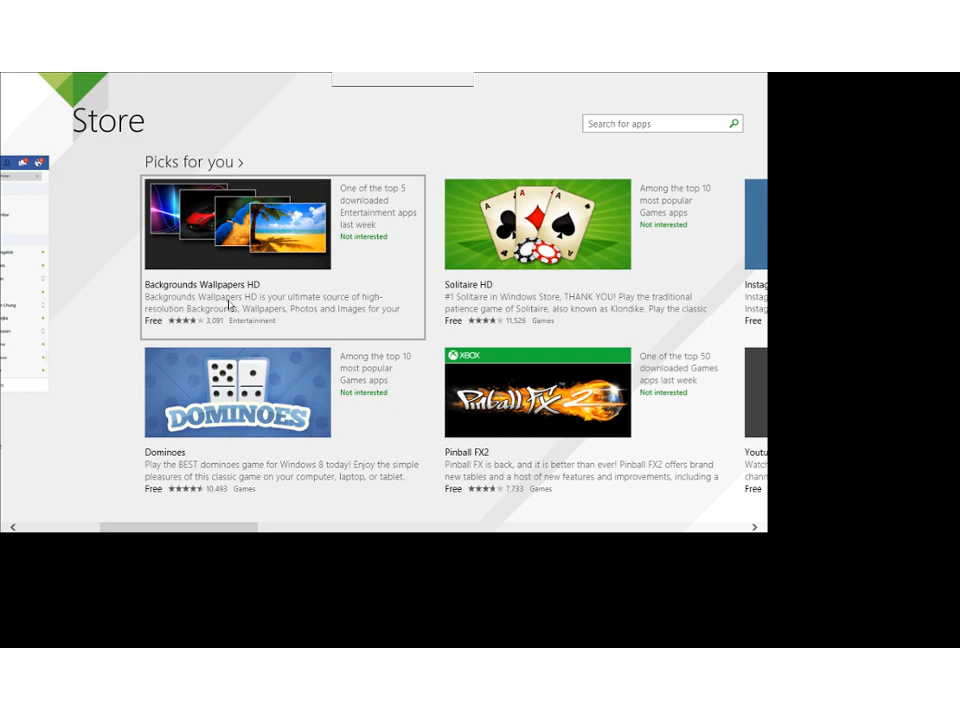 Store
Search for apps
Picks for you
One of the top 5
downloaded
Entertainment apps
last week
Not interested
Backgrounds Wallpapers HD
Backgrounds Wallpapers HD is your ultimate source of high-
resolution Backgrounds, Wallpapers, Photos and Images for your
Free 3,091 Entertainment
A A A
Among the top 10
most popular
Games apps
Not interested
Solitaire HD
#1 Solitaire in Windows Store, THANK YOU! Play the traditional
patience game of Solitaire, also known as Klondike. Play the classic
Free 11,526 Games
Instag
Instag
Instag
Free
DOMINOES
Among the top 10
most popular
Games apps
Not interested
Dominoes
Play the BEST dominoes game for Windows 8 today! Enjoy the simple
pleasures of this classic game on your computer, laptop, or tablet.
Free 10,493 Games
XBOX
Pinball FX2™
One of the top 50
downloaded Games
apps last week
Not interested
Pinball FX2
Pinball FX is back, and it is better than ever! Pinball FX2 offers brand
new tables and a host of new features and improvements, including a
Free 7,733 Games
Youtu
Watch
chann
Free